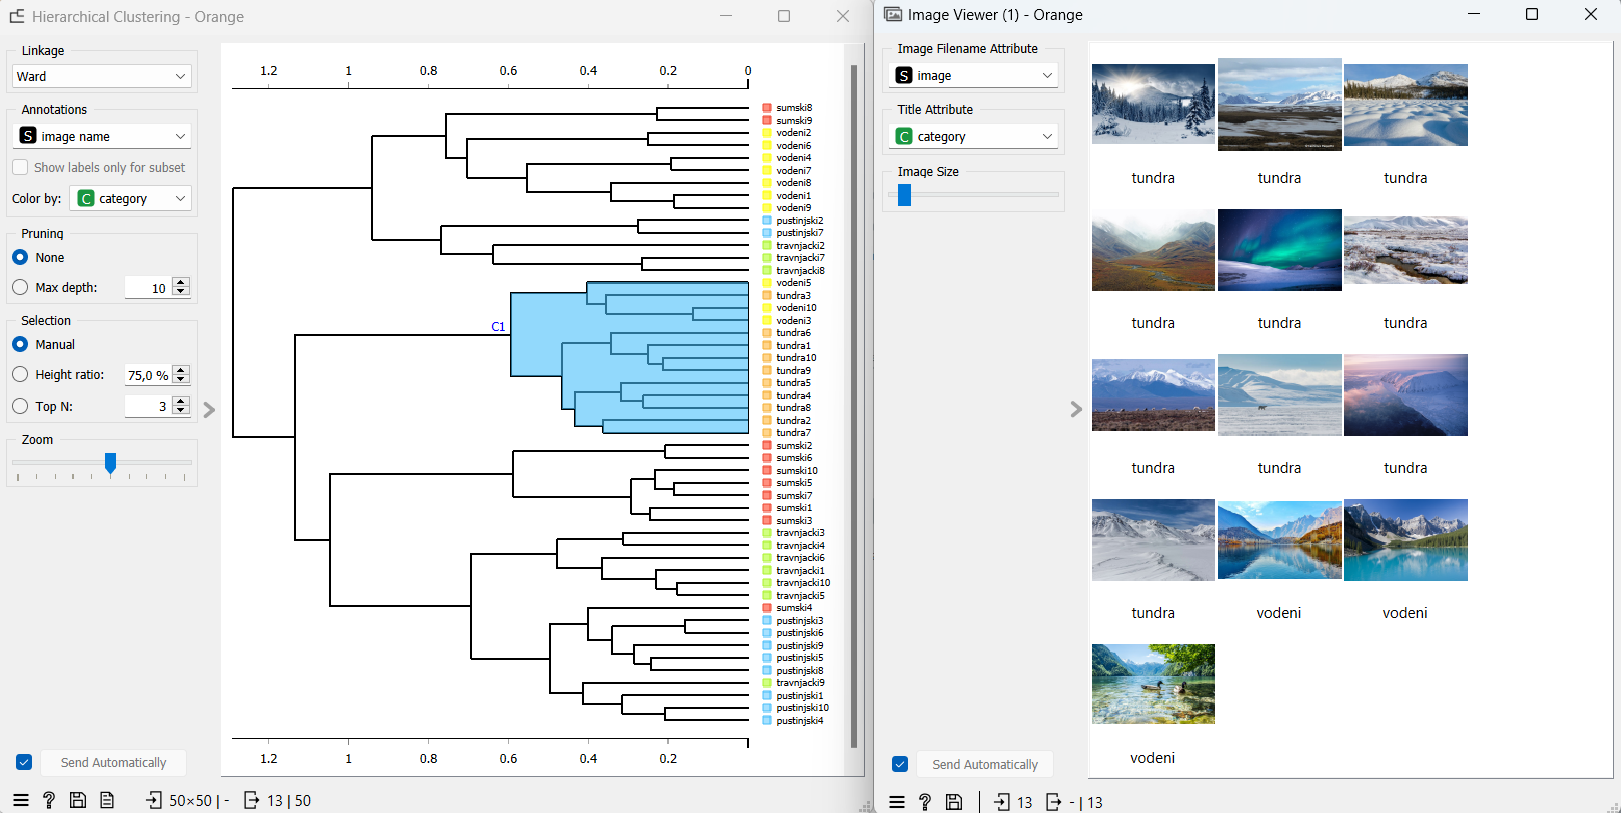 Hierarchical Clustering - Orange
Linkage
Ward
Annotations
S image name
Show labels only for subset
Color by: C category
Pruning
None
Max depth: 10
Selection
Manual
Height ratio: 75,0 %
Top N: 3
Zoom
Send Automatically
50×50 | - 13 | 50
1.2 1 0.8 0.6 0.4 0.2 0
sumski8
sumski9
vodeni2
vodeni6
vodeni4
vodeni7
vodeni8
vodeni1
vodeni9
pustinjski2
pustinjski7
travnjacki2
travnjacki7
travnjacki8
vodeni5
tundra3
vodeni10
vodeni3
C1
tundra6
tundra1
tundra10
tundra9
tundra5
tundra4
tundra8
tundra2
tundra7
sumski2
sumski6
sumski10
sumski5
sumski7
sumski1
sumski3
travnjacki3
travnjacki4
travnjacki6
travnjacki1
travnjacki10
travnjacki5
sumski4
pustinjski3
pustinjski6
pustinjski9
pustinjski5
pustinjski8
travnjacki9
pustinjski1
pustinjski10
pustinjski4
1.2 1 0.8 0.6 0.4 0.2
Image Viewer (1) - Orange
Image Filename Attribute
S image
Title Attribute
C category
Image Size
Send Automatically
13 - | 13
tundra tundra tundra
tundra tundra tundra
tundra tundra tundra
tundra vodeni vodeni
vodeni